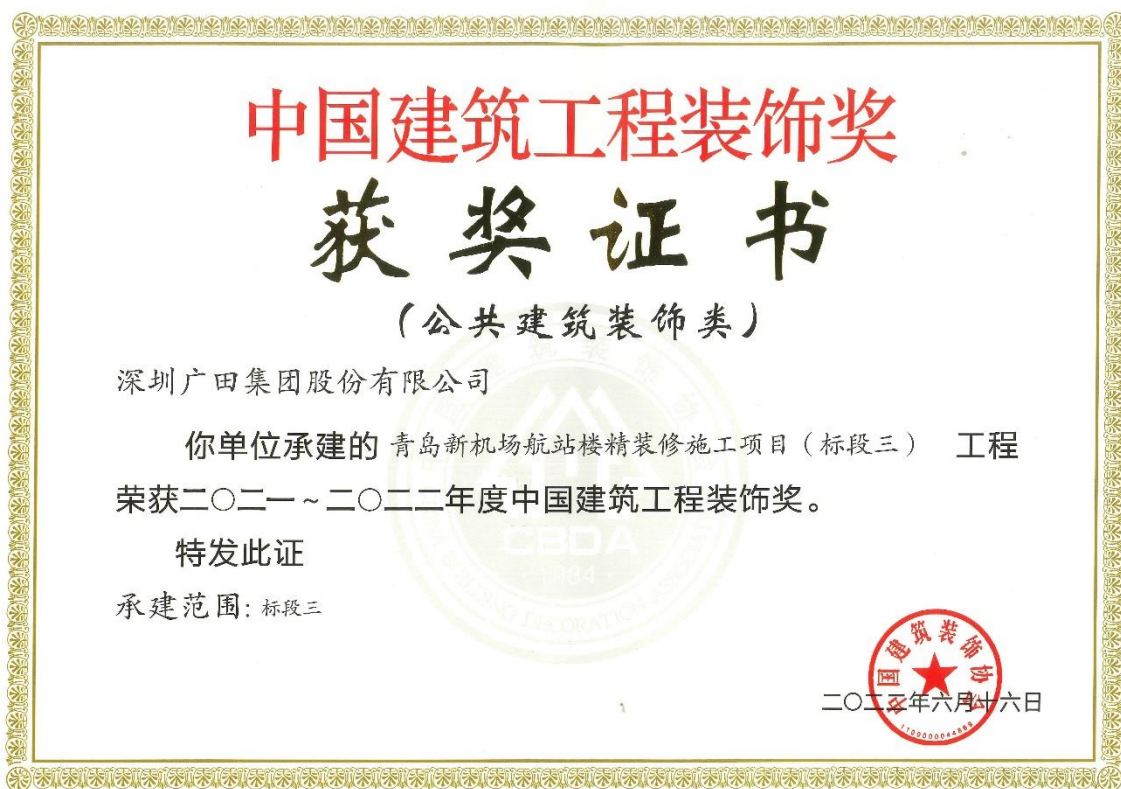 中国建筑工程装饰奖
获奖证书
(公共建筑装饰类)
深圳广田集团股份有限公司
你单位承建的 青岛新机场航站楼精装修施工项目（标段三） 工程
荣获二〇二一～二〇二二年度中国建筑工程装饰奖。
特发此证
承建范围: 标段三
中国建筑装饰协会
二〇二三年六月十六日
CBDA
·1984·